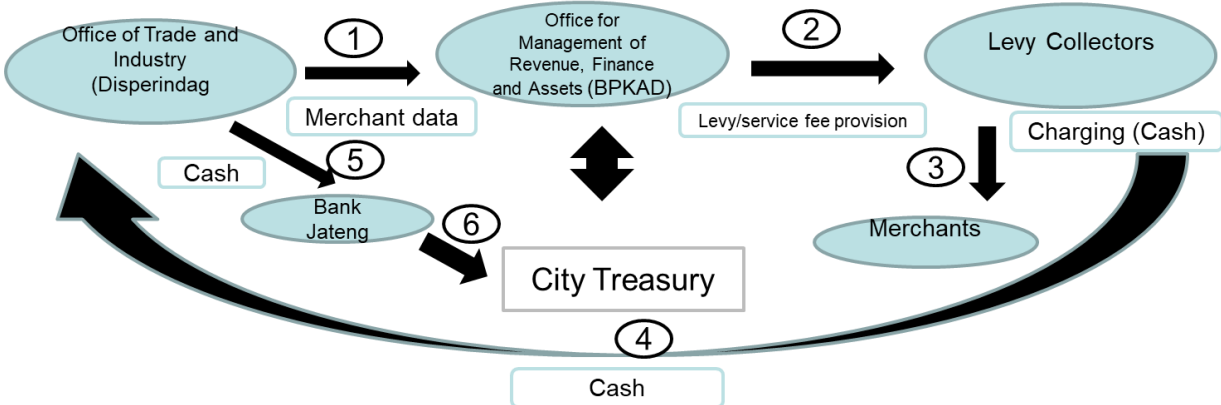 Office of Trade and
Industry
(Disperindag
1
Merchant data
Office for
Management of
Revenue, Finance
and Assets (BPKAD)
2
Levy/service fee provision
Levy Collectors
Charging (Cash)
3
Merchants
Cash
5
Bank
Jateng
6
City Treasury
4
Cash